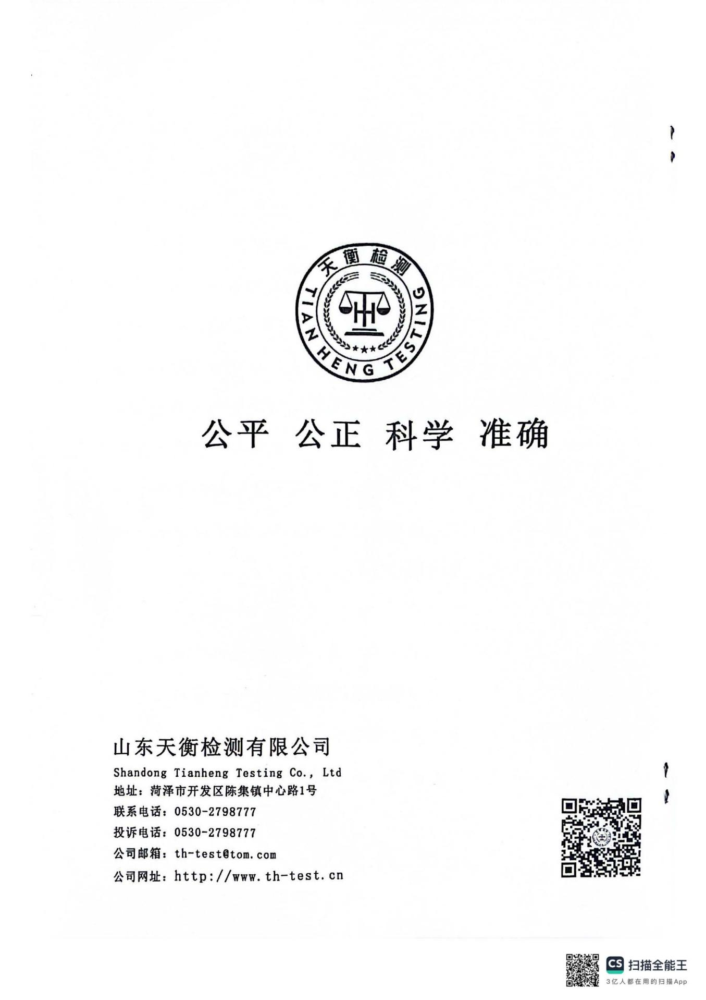 天衡检测
TIANHENG TESTING
TH
公平 公正 科学 准确
山东天衡检测有限公司
Shandong Tianheng Testing Co., Ltd
地址：菏泽市开发区陈集镇中心路1号
联系电话：0530-2798777
投诉电话：0530-2798777
公司邮箱：th-test@tom.com
公司网址：http://www.th-test.cn
CS 扫描全能王
3亿人都在用的扫描App